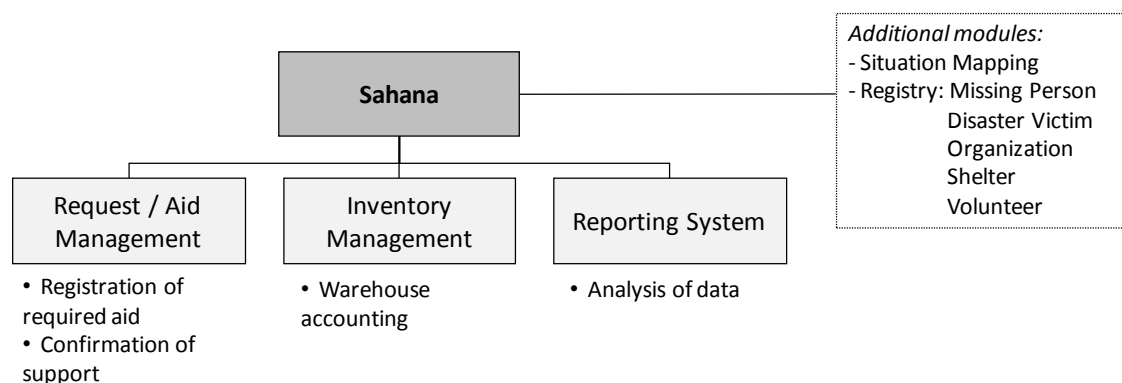 Sahana
Additional modules:
- Situation Mapping
- Registry: Missing Person
Disaster Victim
Organization
Shelter
Volunteer
Request / Aid
Management
Inventory
Management
Reporting System
• Registration of
required aid
• Confirmation of
support
• Warehouse
accounting
• Analysis of data